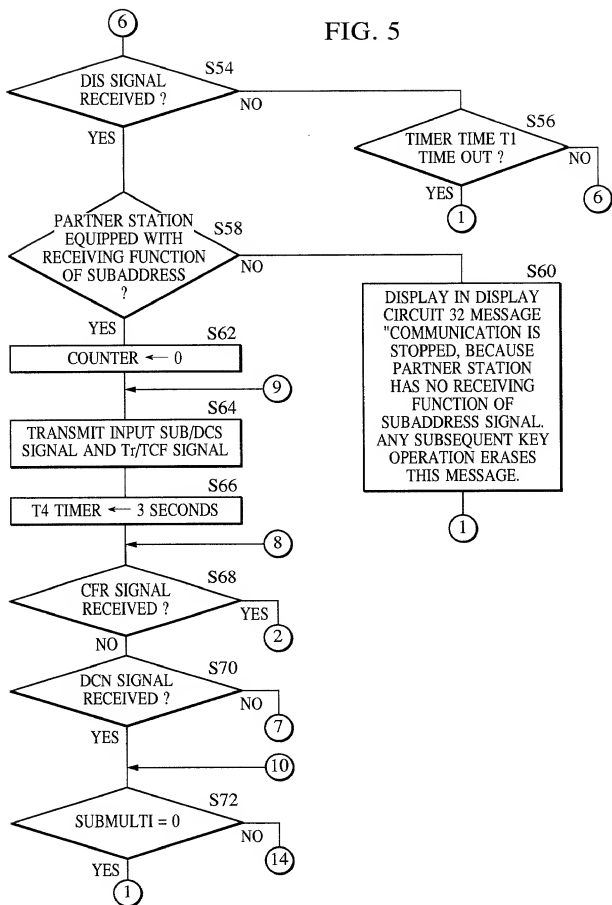 FIG. 5
6
S54
DIS SIGNAL
RECEIVED ?
NO
YES
S56
TIMER TIME T1
TIME OUT ?
NO
6
YES
1
S58
PARTNER STATION
EQUIPPED WITH
RECEIVING FUNCTION
OF SUBADDRESS
?
NO
YES
S60
DISPLAY IN DISPLAY
CIRCUIT 32 MESSAGE
"COMMUNICATION IS
STOPPED, BECAUSE
PARTNER STATION
HAS NO RECEIVING
FUNCTION OF
SUBADDRESS SIGNAL.
ANY SUBSEQUENT KEY
OPERATION ERASES
THIS MESSAGE.
1
S62
COUNTER ← 0
9
S64
TRANSMIT INPUT SUB/DCS
SIGNAL AND Tr/TCF SIGNAL
S66
T4 TIMER ← 3 SECONDS
8
S68
CFR SIGNAL
RECEIVED ?
YES
2
NO
S70
DCN SIGNAL
RECEIVED ?
NO
7
YES
10
S72
SUBMULTI = 0
NO
14
YES
1